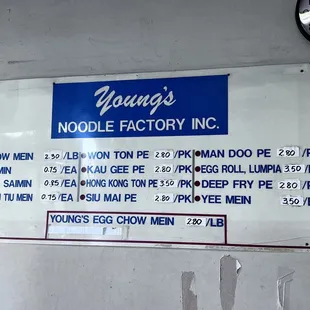 Young's
NOODLE FACTORY INC.
OW MEIN 2.30 /LB • WON TON PE 2.80 /PK • MAN DOO PE 2.80 /P
MIN 0.75 /EA • KAU GEE PE 2.80 /PK • EGG ROLL, LUMPIA 3.50 /
SAIMIN 0.85 /EA • HONG KONG TON PE 3.50 /PK • DEEP FRY PE 2.80 /P
U TIU MEIN 0.75 /EA • SIU MAI PE 2.80 /PK • YEE MEIN 3.50 /
YOUNG'S EGG CHOW MEIN 2.80 /LB